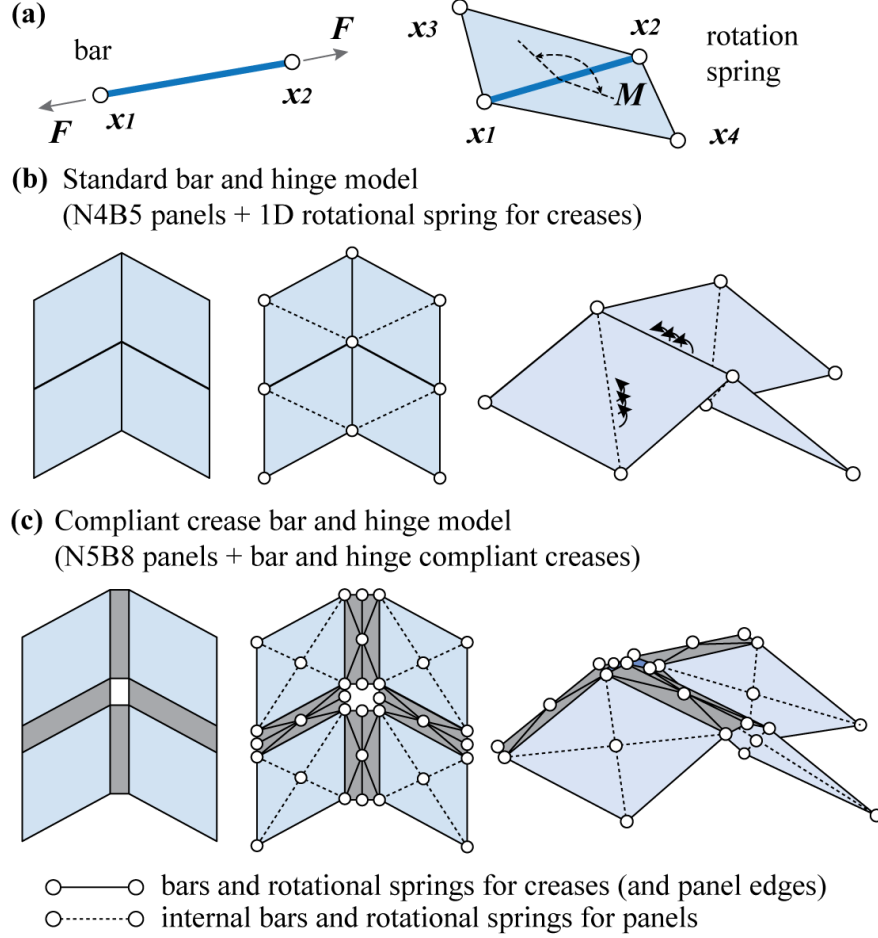 (a)
bar
F
x1
x2
F
x3
x2
rotation
spring
M
x1
x4
(b) Standard bar and hinge model
(N4B5 panels + 1D rotational spring for creases)
(c) Compliant crease bar and hinge model
(N5B8 panels + bar and hinge compliant creases)
bars and rotational springs for creases (and panel edges)
internal bars and rotational springs for panels